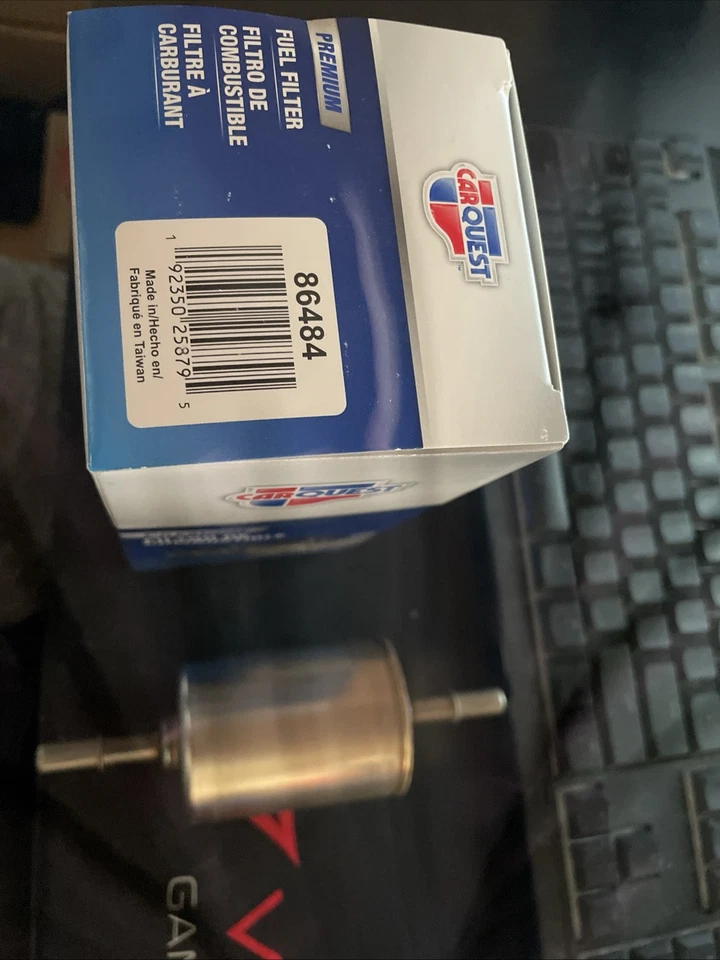 CARQUEST
PREMIUM
FUEL FILTER
FILTRO DE
COMBUSTIBLE
FILTRE À
CARBURANT
86484
1 92350 25879 5
Made in/Hecho en/
Fabriqué en Taiwan
CARQUEST
GAM